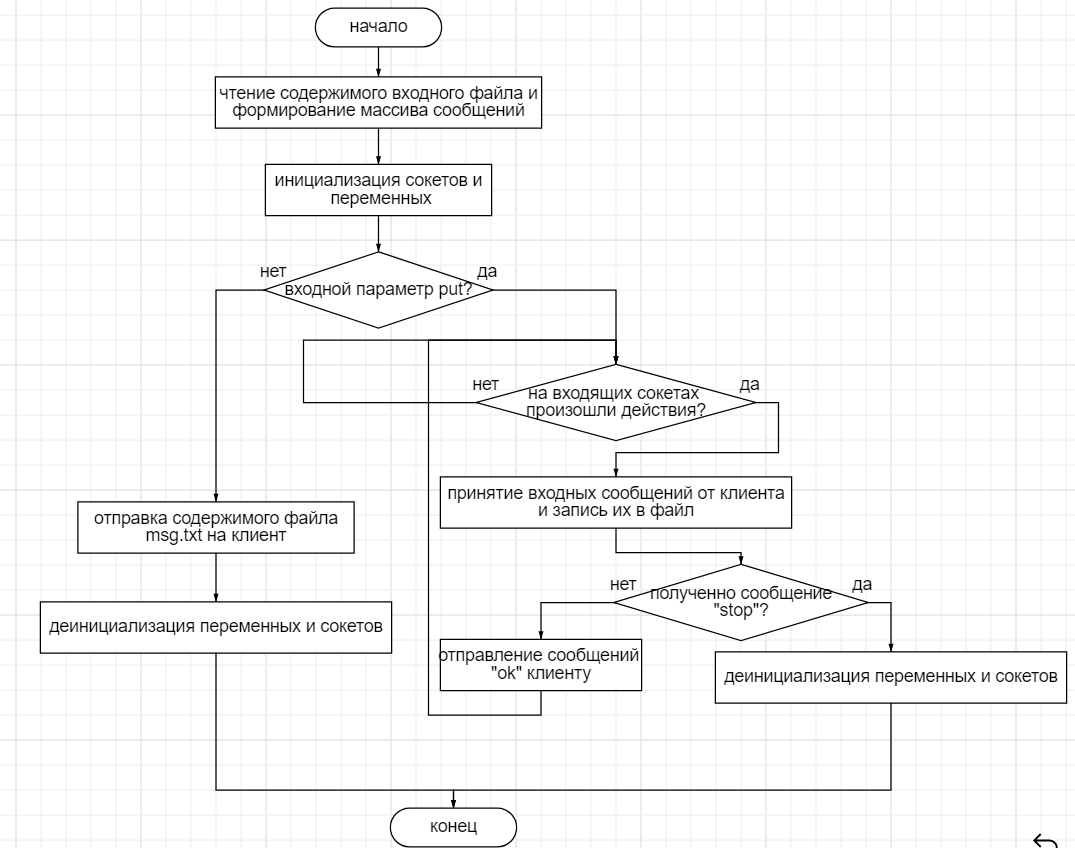 начало
чтение содержимого входного файла и
формирование массива сообщений
инициализация сокетов и
переменных
нет
да
входной параметр put?
нет
да
на входящих сокетах
произошли действия?
принятие входных сообщений от клиента
и запись их в файл
отправка содержимого файла
msg.txt на клиент
нет
да
полученно сообщение
"stop"?
деинициализация переменных и сокетов
отправление сообщений
"ok" клиенту
деинициализация переменных и сокетов
конец